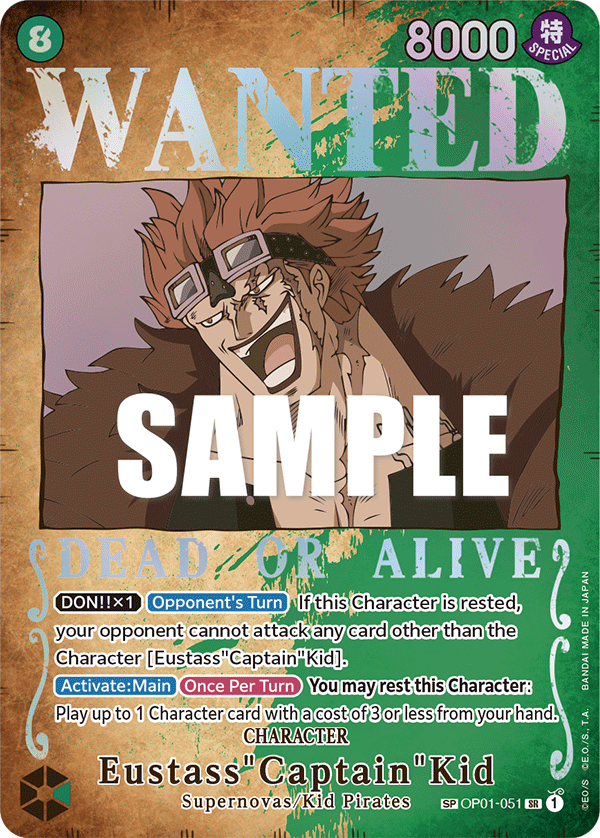 8
8000
特
SPECIAL
WANTED
SAMPLE
DEAD OR ALIVE
DON!!×1 Opponent's Turn If this Character is rested,
your opponent cannot attack any card other than the
Character [Eustass"Captain"Kid].
Activate:Main Once Per Turn You may rest this Character:
Play up to 1 Character card with a cost of 3 or less from your hand.
CHARACTER
Eustass"Captain"Kid
Supernovas/Kid Pirates
SP OP01-051 SR 1
©EO/S ©E.O./S., T.A. BANDAI MADE IN JAPAN